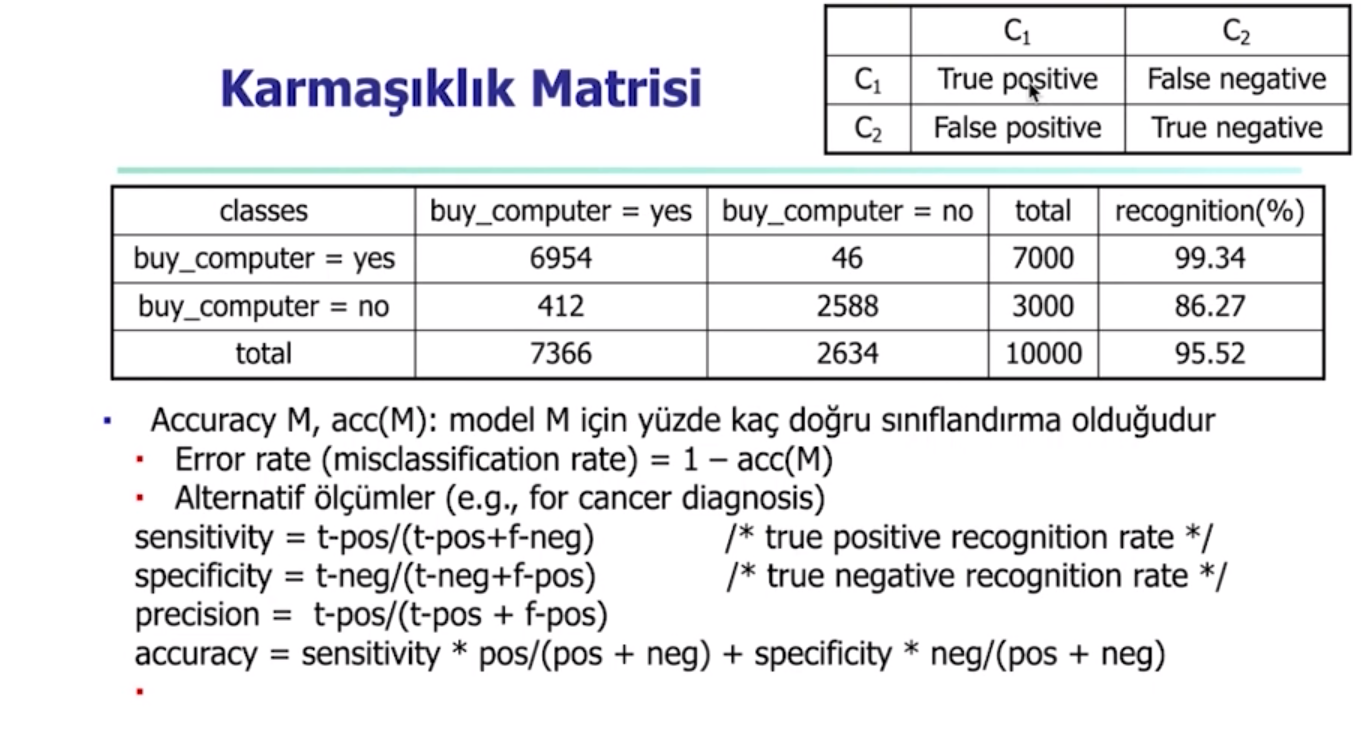 Karmaşıklık Matrisi
C₁ C₂
C₁ True positive False negative
C₂ False positive True negative
classes buy_computer = yes buy_computer = no total recognition(%)
buy_computer = yes 6954 46 7000 99.34
buy_computer = no 412 2588 3000 86.27
total 7366 2634 10000 95.52
▪ Accuracy M, acc(M): model M için yüzde kaç doğru sınıflandırma olduğudur
▪ Error rate (misclassification rate) = 1 – acc(M)
▪ Alternatif ölçümler (e.g., for cancer diagnosis)
sensitivity = t-pos/(t-pos+f-neg) /* true positive recognition rate */
specificity = t-neg/(t-neg+f-pos) /* true negative recognition rate */
precision = t-pos/(t-pos + f-pos)
accuracy = sensitivity * pos/(pos + neg) + specificity * neg/(pos + neg)